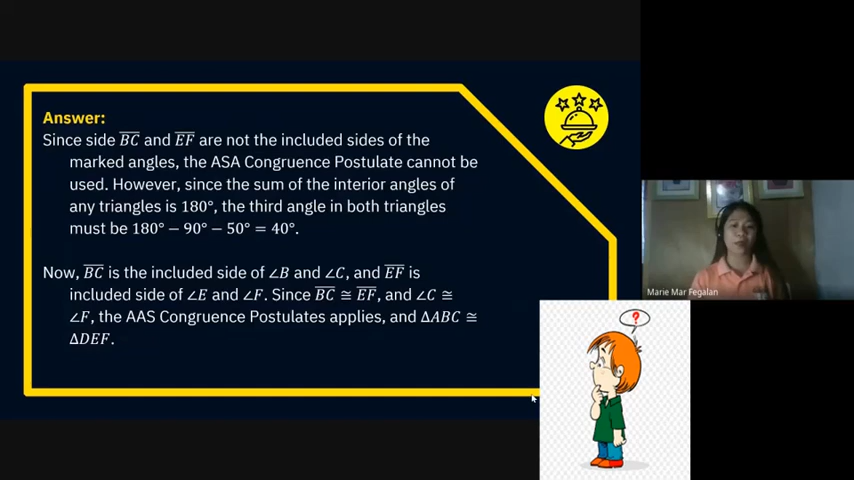 Answer:
Since side B̅C̅ and E̅F̅ are not the included sides of the
marked angles, the ASA Congruence Postulate cannot be
used. However, since the sum of the interior angles of
any triangles is 180°, the third angle in both triangles
must be 180° − 90° − 50° = 40°.
Now, B̅C̅ is the included side of ∠B and ∠C, and E̅F̅ is
included side of ∠E and ∠F. Since B̅C̅ ≅ E̅F̅, and ∠C ≅
∠F, the AAS Congruence Postulates applies, and ΔABC ≅
ΔDEF.
?
Marie Mar Fegalan